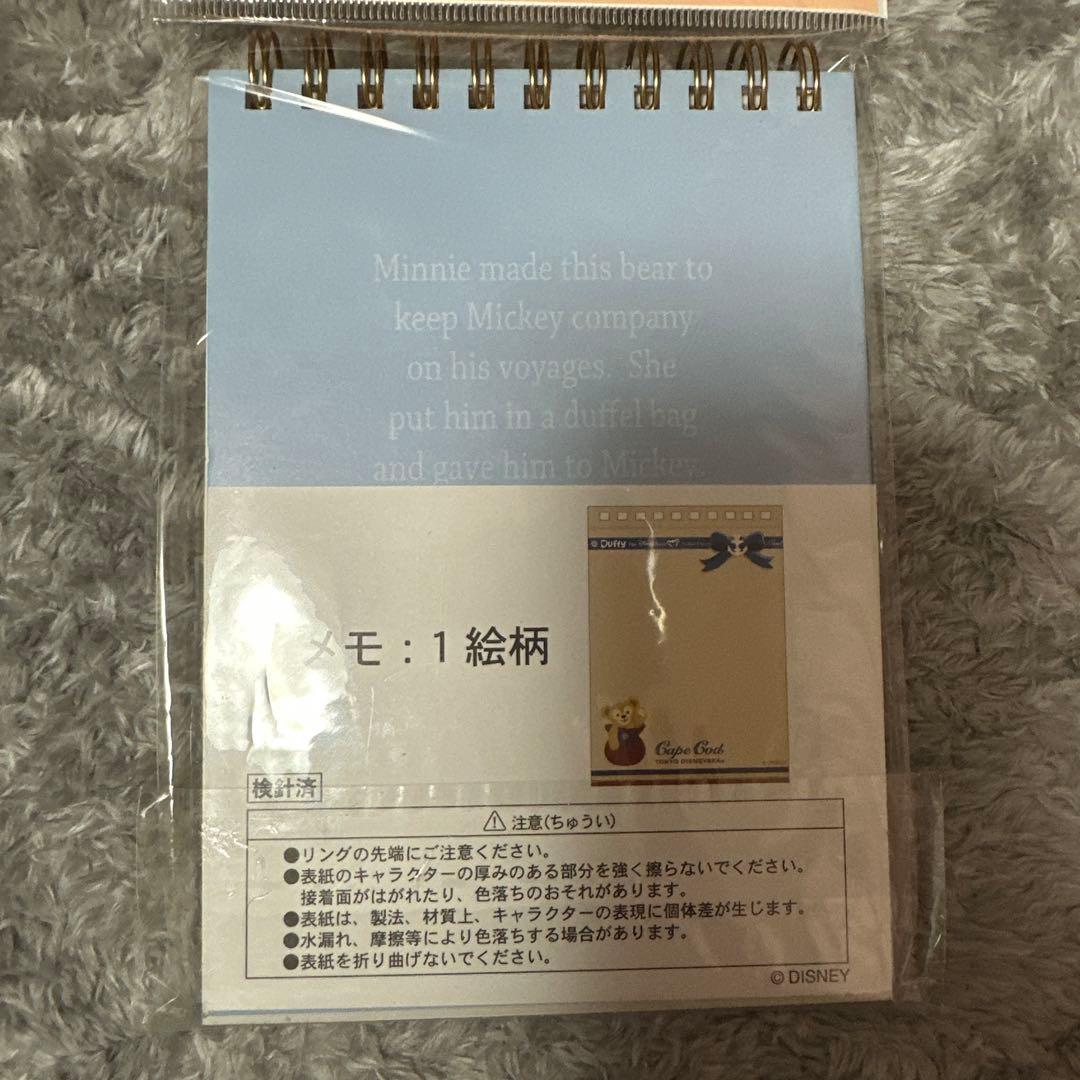 Minnie made this bear to
keep Mickey company
on his voyages. She
put him in a duffel bag
and gave him to Mickey.
メモ：1絵柄
Duffy
Cape Cod
TOKYO DISNEYSEA
検針済
⚠ 注意(ちゅうい)
●リングの先端にご注意ください。
●表紙のキャラクターの厚みのある部分を強く擦らないでください。
接着面がはがれたり、色落ちのおそれがあります。
●表紙は、製法、材質上、キャラクターの表現に個体差が生じます。
●水漏れ、摩擦等により色落ちする場合があります。
●表紙を折り曲げないでください。
© DISNEY